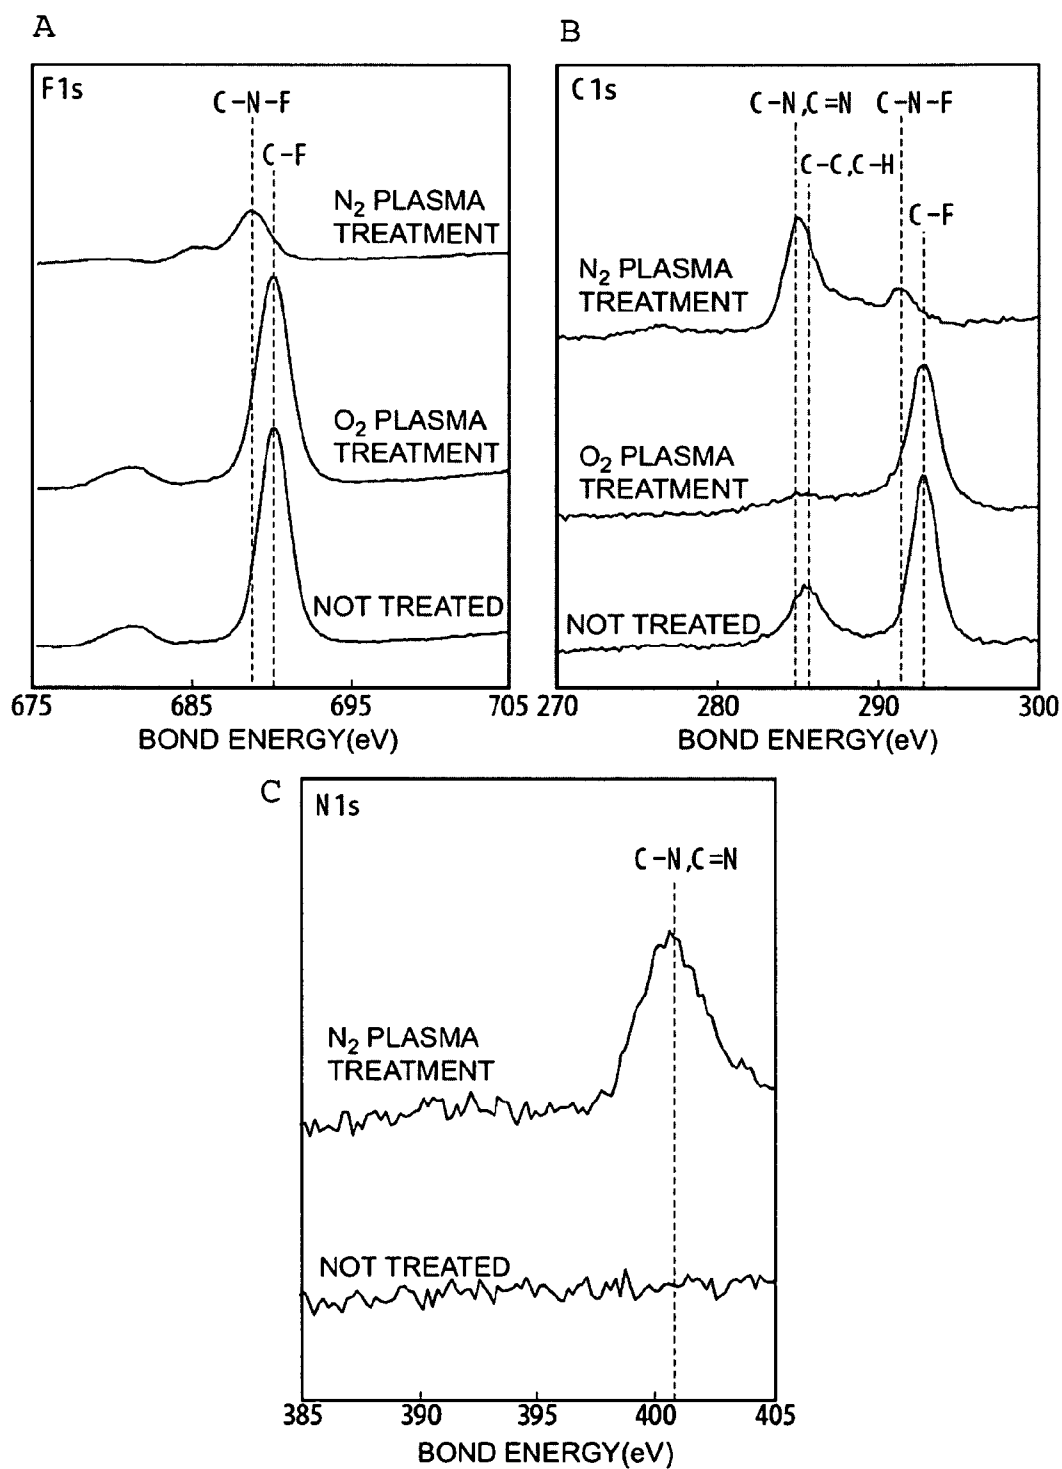 A
F1s
C-N-F
C-F
N2 PLASMA
TREATMENT
O2 PLASMA
TREATMENT
NOT TREATED
675 685 695 705
BOND ENERGY(eV)
B
C1s
C-N,C=N C-N-F
C-C,C-H
C-F
N2 PLASMA
TREATMENT
O2 PLASMA
TREATMENT
NOT TREATED
270 280 290 300
BOND ENERGY(eV)
C
N1s
C-N,C=N
N2 PLASMA
TREATMENT
NOT TREATED
385 390 395 400 405
BOND ENERGY(eV)